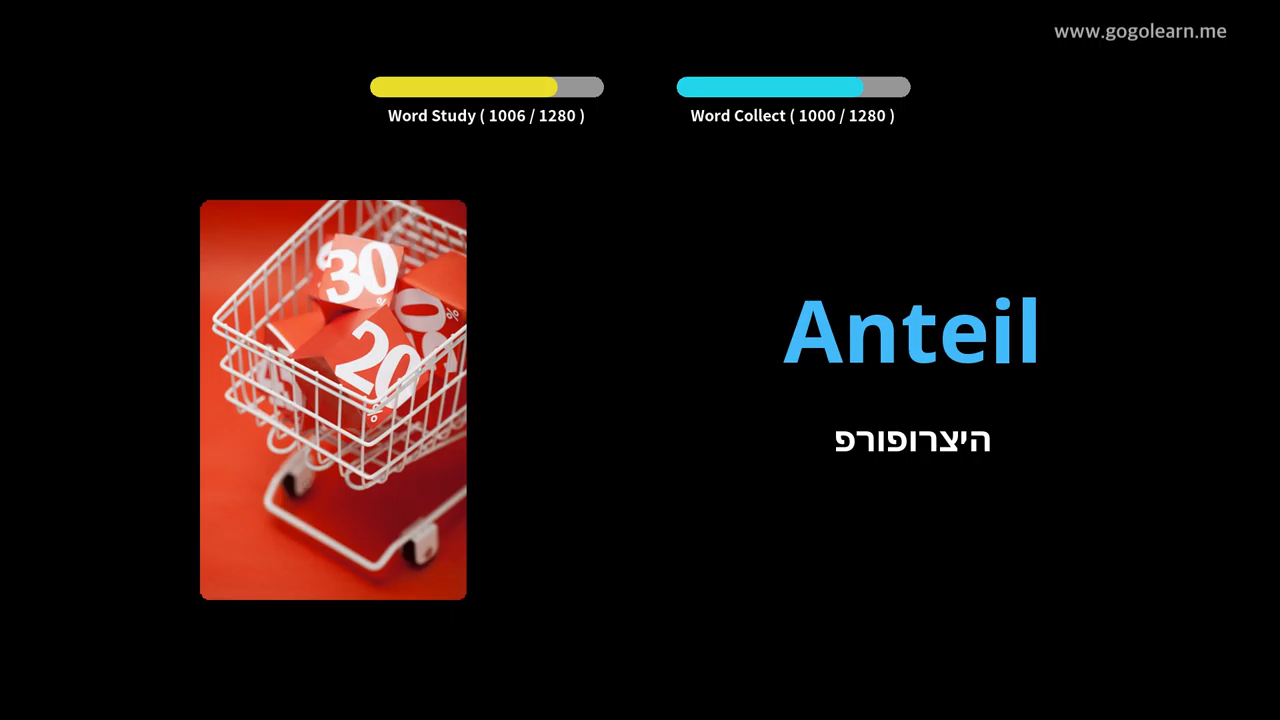 www.gogolearn.me
Word Study ( 1006 / 1280 )
Word Collect ( 1000 / 1280 )
30%
20%
Anteil
היצרופורפ